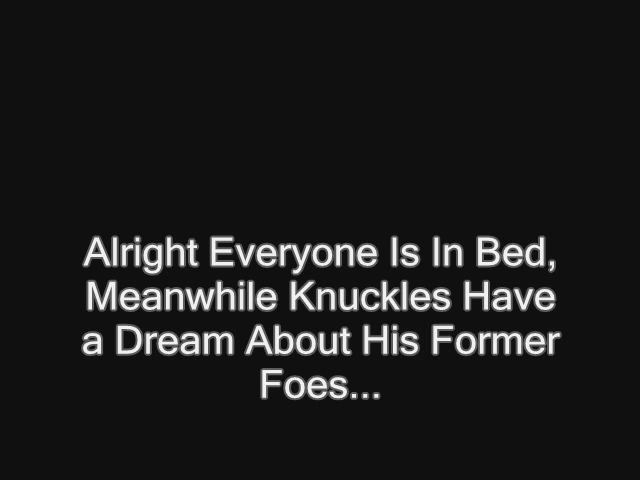 Alright Everyone Is In Bed,
Meanwhile Knuckles Have
a Dream About His Former
Foes...